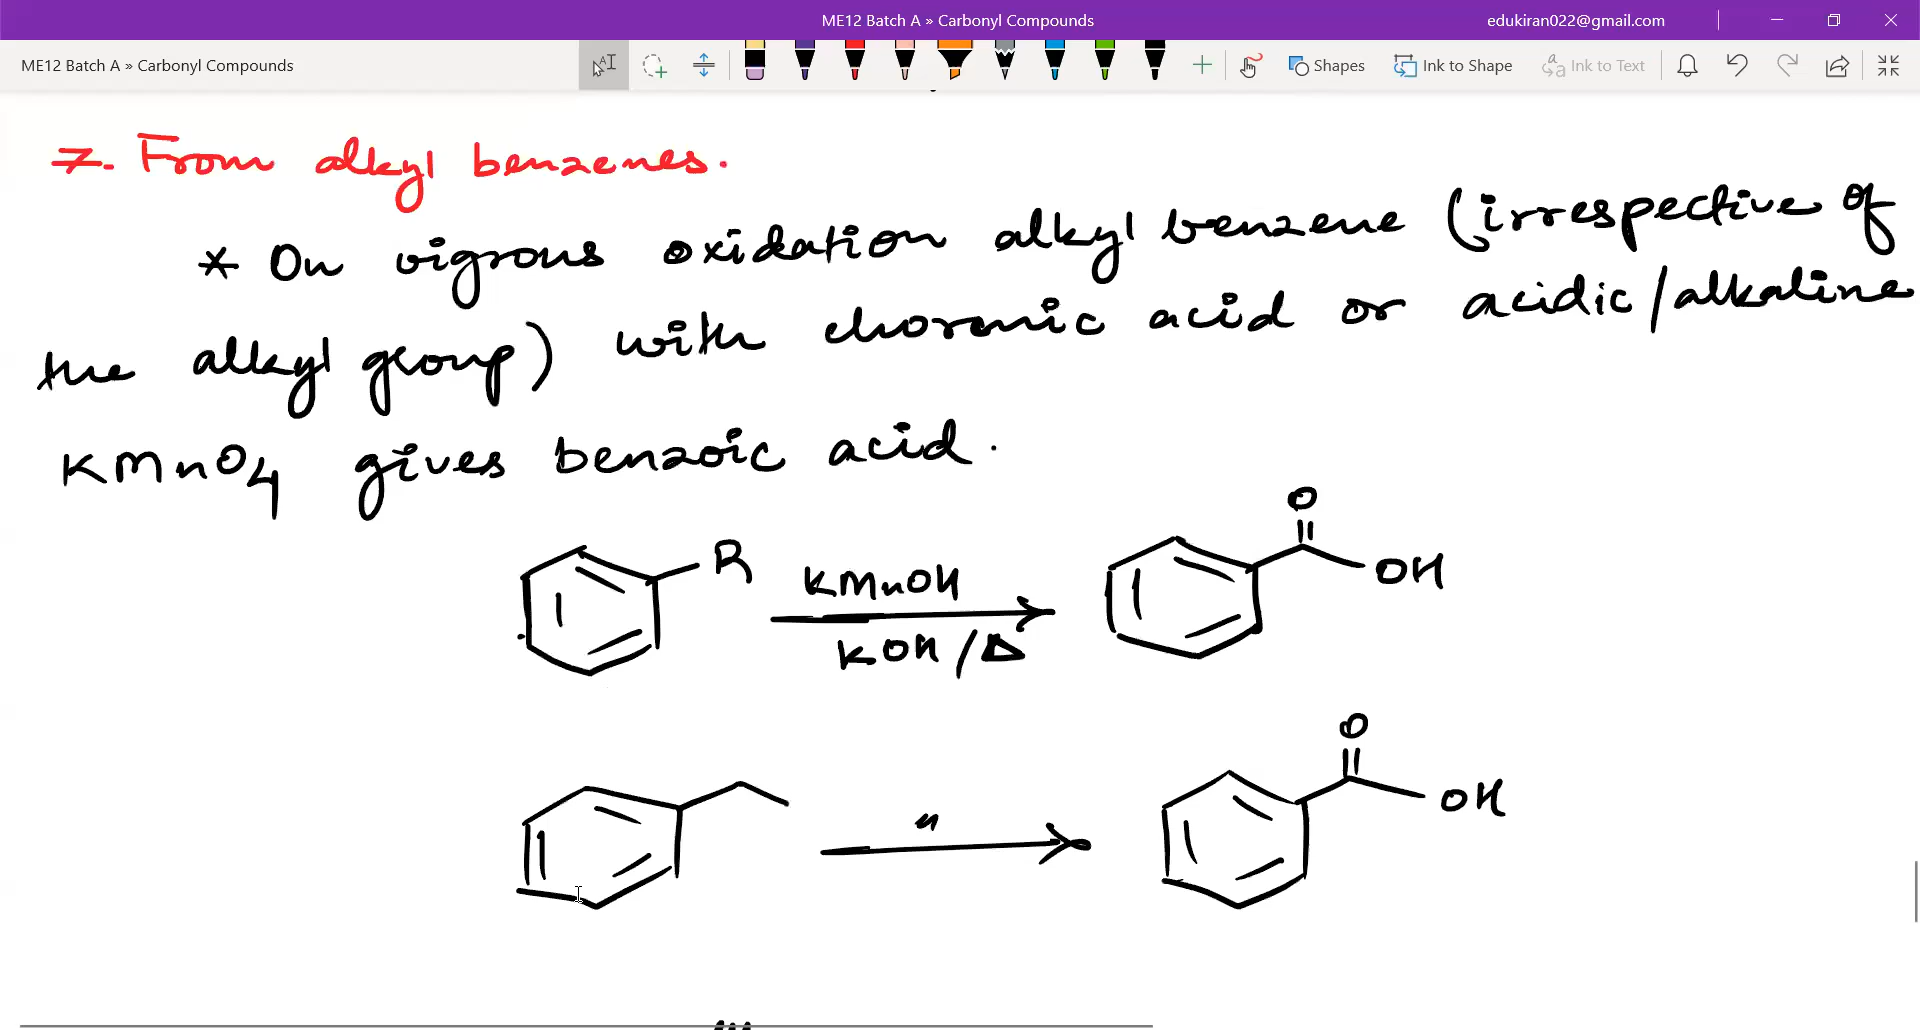 ME12 Batch A » Carbonyl Compounds
edukiran022@gmail.com
ME12 Batch A » Carbonyl Compounds
Shapes
Ink to Shape
Ink to Text
7. From alkyl benzenes.
* On vigrous oxidation alkyl benzene (irrespective of
the alkyl group) with choromic acid or acidic/alkaline
KMnO4 gives benzoic acid.
R
KMnOH
KOH/Δ
O
OH
"
O
OH